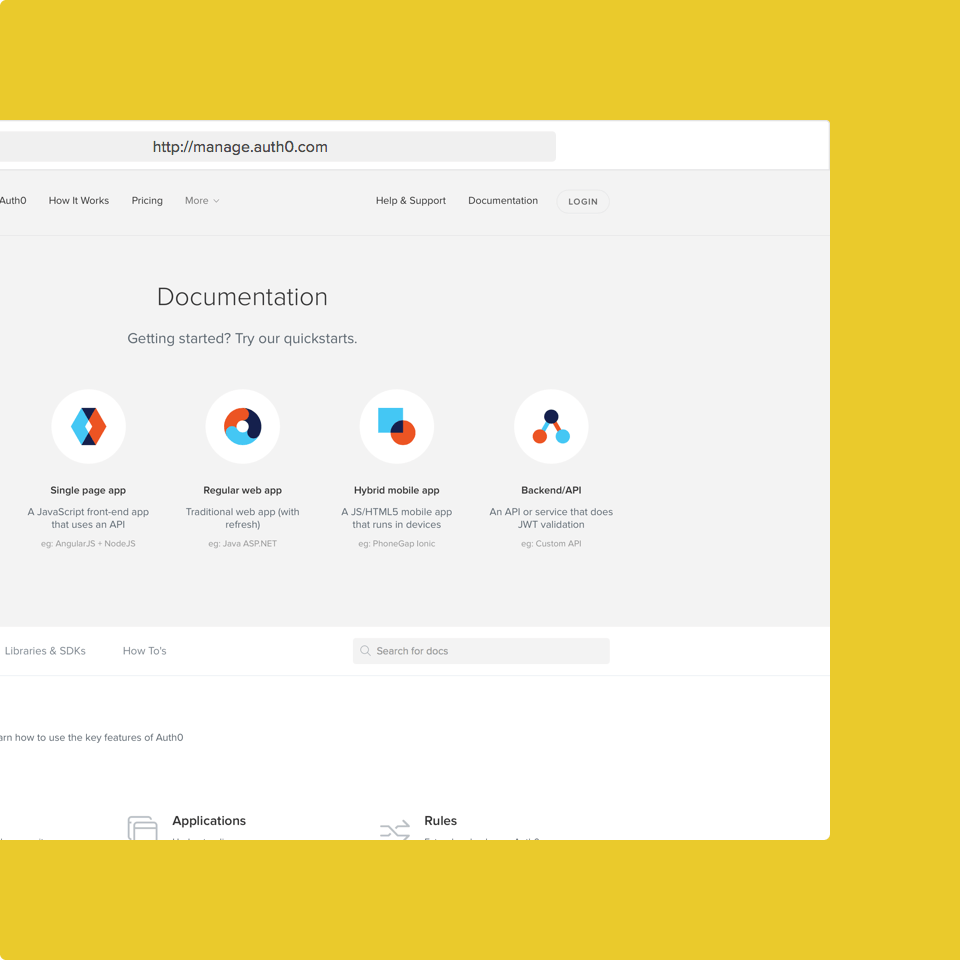 http://manage.auth0.com
Auth0 How It Works Pricing More Help & Support Documentation LOGIN
Documentation
Getting started? Try our quickstarts.
Single page app
A JavaScript front-end app
that uses an API
eg: AngularJS + NodeJS
Regular web app
Traditional web app (with
refresh)
eg: Java ASP.NET
Hybrid mobile app
A JS/HTML5 mobile app
that runs in devices
eg: PhoneGap Ionic
Backend/API
An API or service that does
JWT validation
eg: Custom API
Libraries & SDKs How To's Search for docs
how to use the key features of Auth0
Applications
Rules